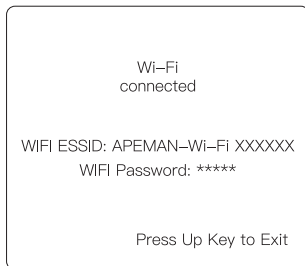 Wi–Fi
connected
WIFI ESSID: APEMAN–Wi–Fi XXXXXX
WIFI Password: *****
Press Up Key to Exit